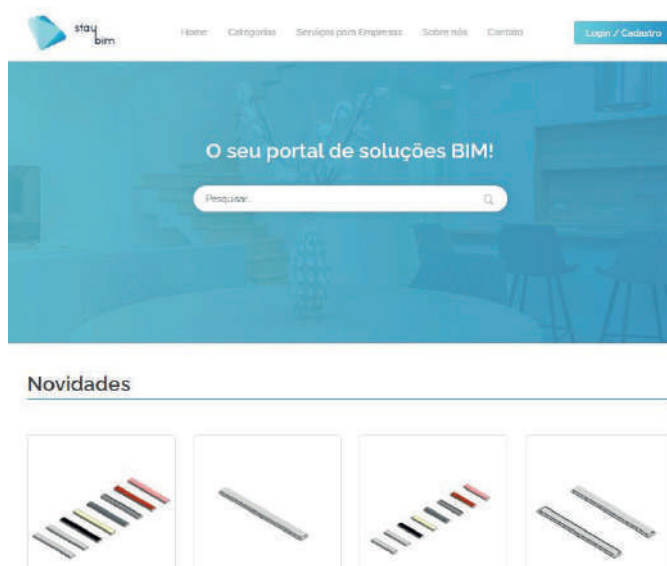 stay
bim
Home Categorias Serviços para Empresas Sobre nós Contato
Login / Cadastro
O seu portal de soluções BIM!
Pesquisar...
Novidades